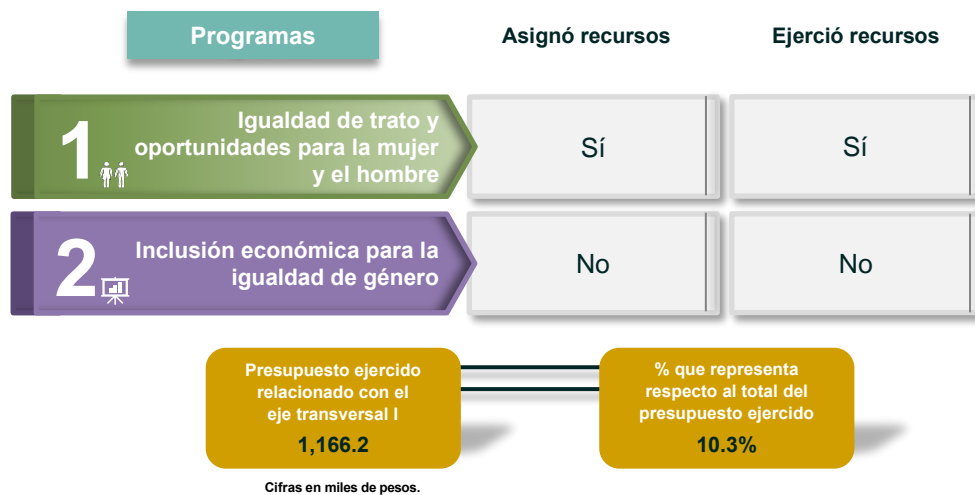 Programas
Asignó recursos
Ejerció recursos
1
Igualdad de trato y
oportunidades para la mujer
y el hombre
Sí
Sí
2
Inclusión económica para la
igualdad de género
No
No
Presupuesto ejercido
relacionado con el
eje transversal I
1,166.2
% que representa
respecto al total del
presupuesto ejercido
10.3%
Cifras en miles de pesos.